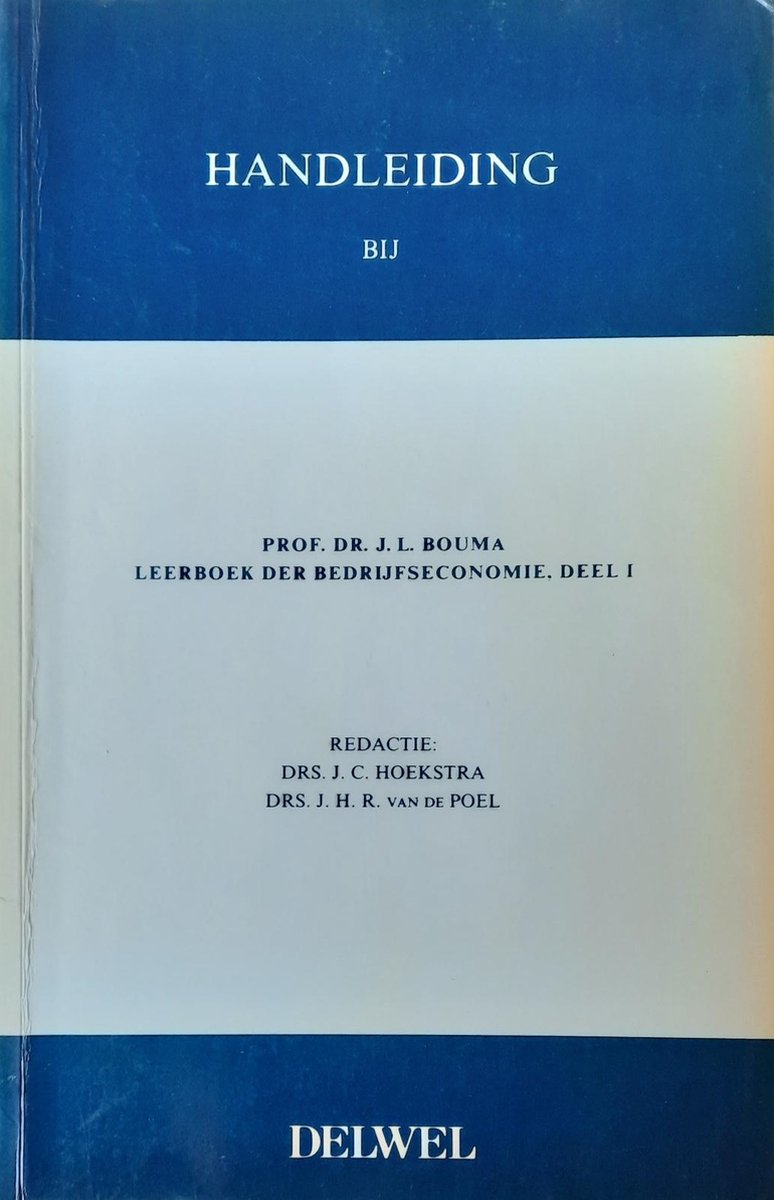 HANDLEIDING
BIJ
PROF. DR. J. L. BOUMA
LEERBOEK DER BEDRIJFSECONOMIE, DEEL I
REDACTIE:
DRS. J. C. HOEKSTRA
DRS. J. H. R. VAN DE POEL
DELWEL